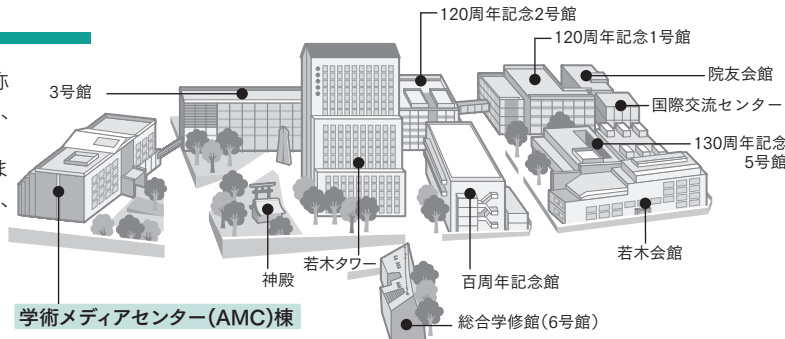 120周年記念2号館
120周年記念1号館
院友会館
国際交流センター
130周年記念
5号館
3号館
若木会館
百周年記念館
若木タワー
神殿
総合学修館(6号館)
学術メディアセンター(AMC)棟